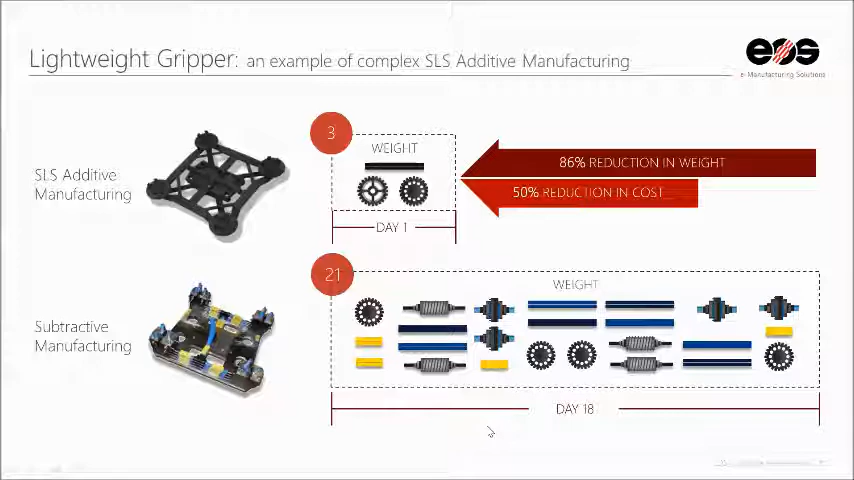 Lightweight Gripper: an example of complex SLS Additive Manufacturing
eos
e-Manufacturing Solutions
3
WEIGHT
86% REDUCTION IN WEIGHT
SLS Additive
Manufacturing
50% REDUCTION IN COST
DAY 1
21
WEIGHT
Subtractive
Manufacturing
DAY 18